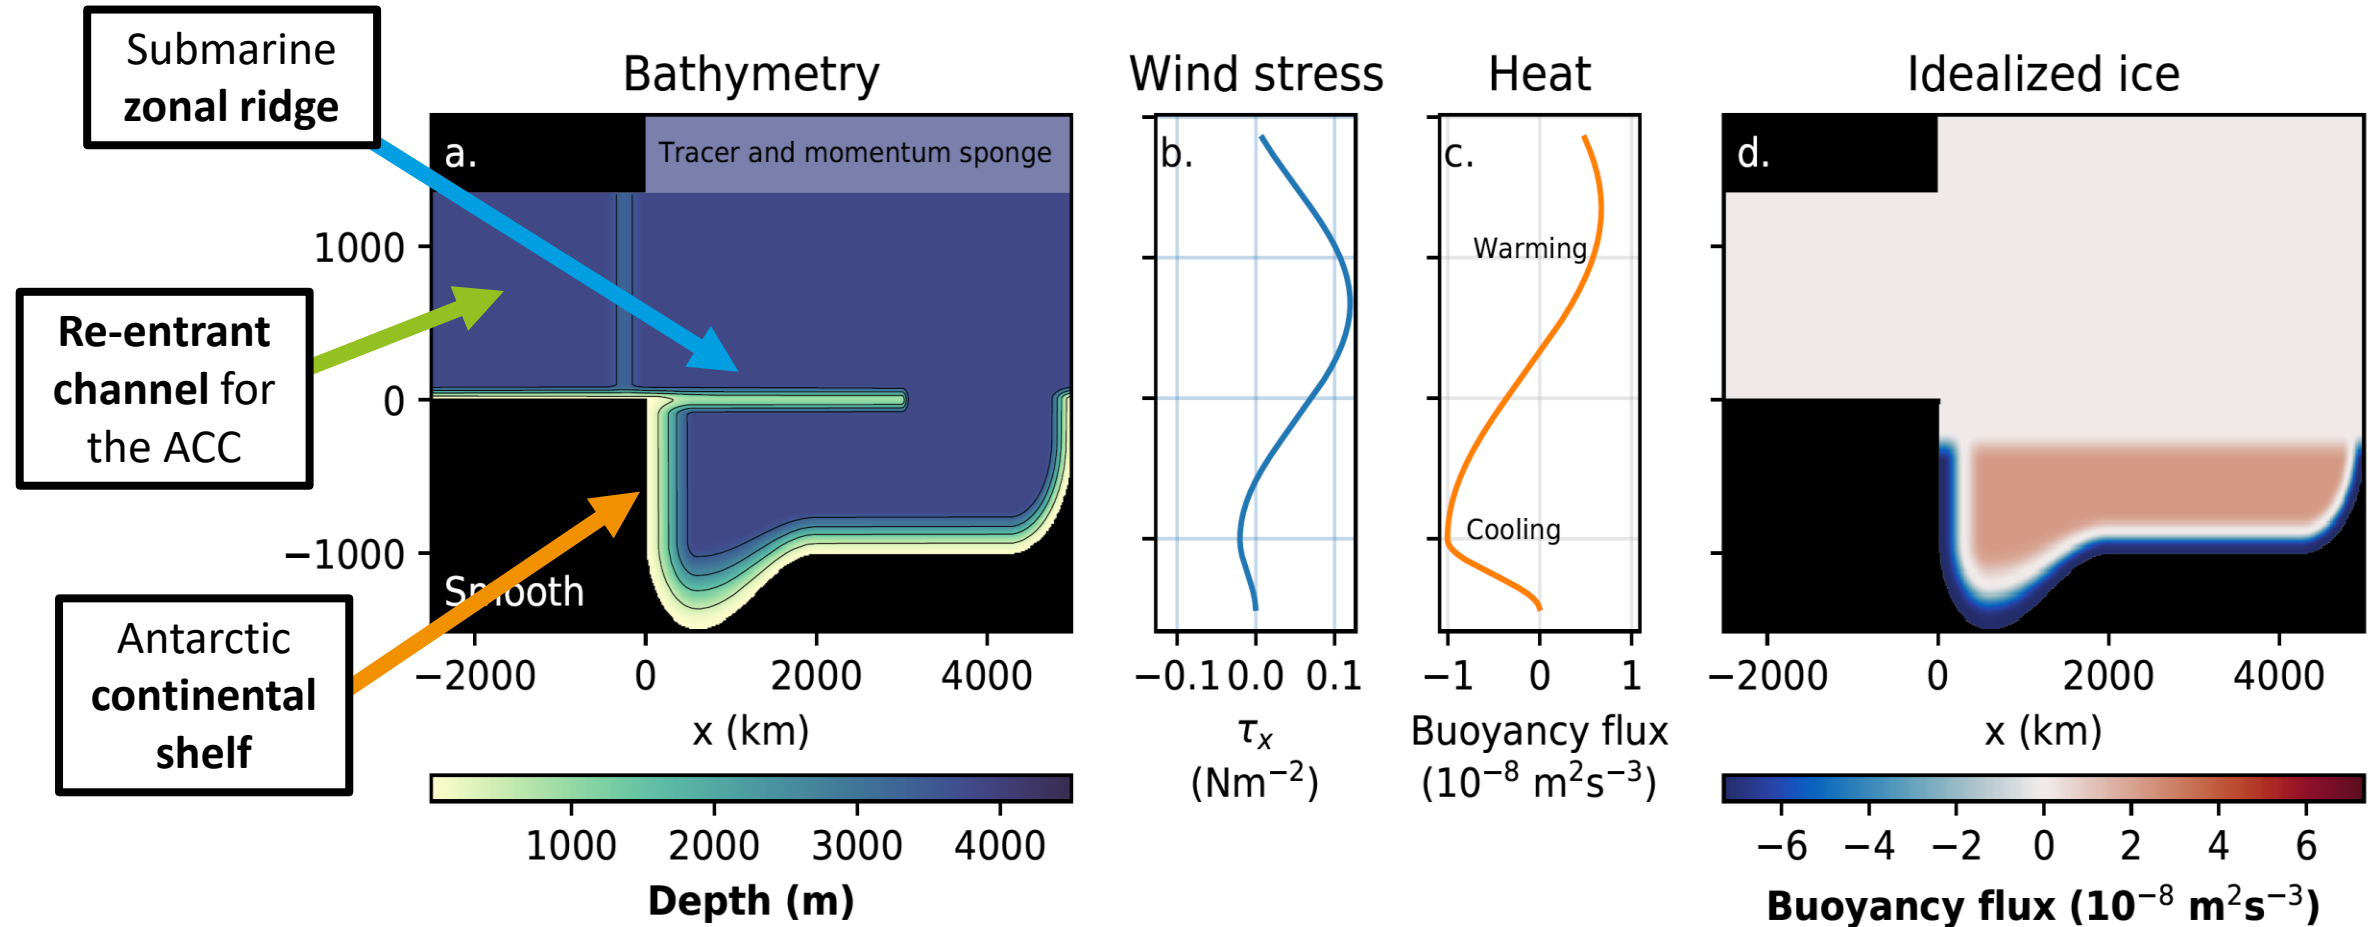 Submarine
zonal ridge
Re-entrant
channel for
the ACC
Antarctic
continental
shelf
Bathymetry
a.
Tracer and momentum sponge
Smooth
1000
0
−1000
−2000 0 2000 4000
x (km)
1000 2000 3000 4000
Depth (m)
Wind stress
b.
−0.1 0.0 0.1
τₓ
(Nm⁻²)
Heat
c.
Warming
Cooling
−1 0 1
Buoyancy flux
(10⁻⁸ m²s⁻³)
Idealized ice
d.
−2000 0 2000 4000
x (km)
−6 −4 −2 0 2 4 6
Buoyancy flux (10⁻⁸ m²s⁻³)